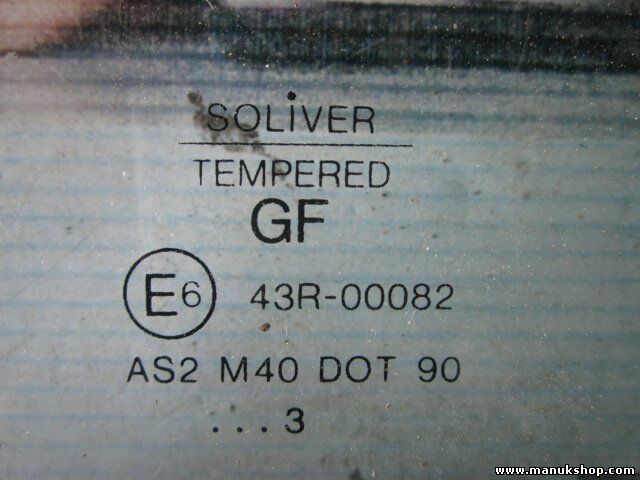 SOLiVER
TEMPERED
GF
E6 43R-00082
AS2 M40 DOT 90
...3
www.manukshop.com